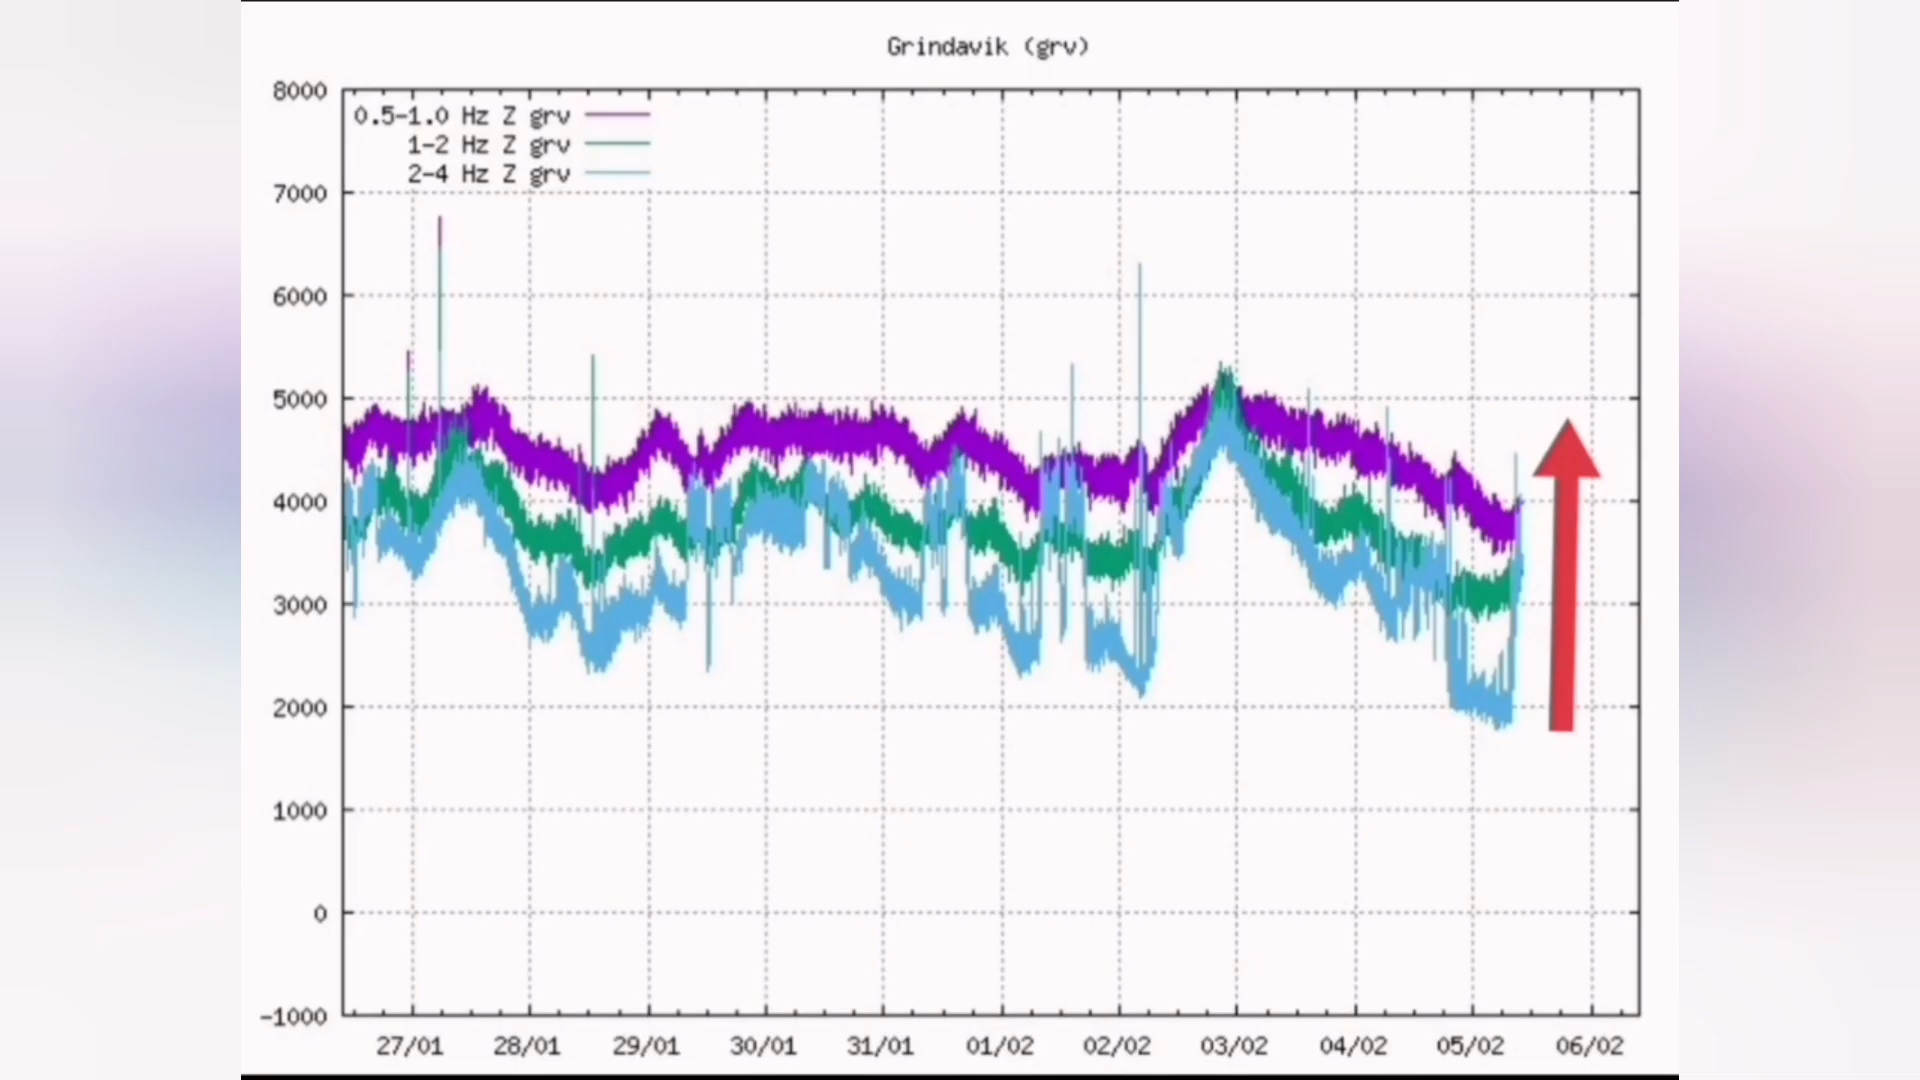 Grindavik (grv)
8000
0.5-1.0 Hz Z grv
1-2 Hz Z grv
2-4 Hz Z grv
7000
6000
5000
4000
3000
2000
1000
0
-1000
27/01 28/01 29/01 30/01 31/01 01/02 02/02 03/02 04/02 05/02 06/02